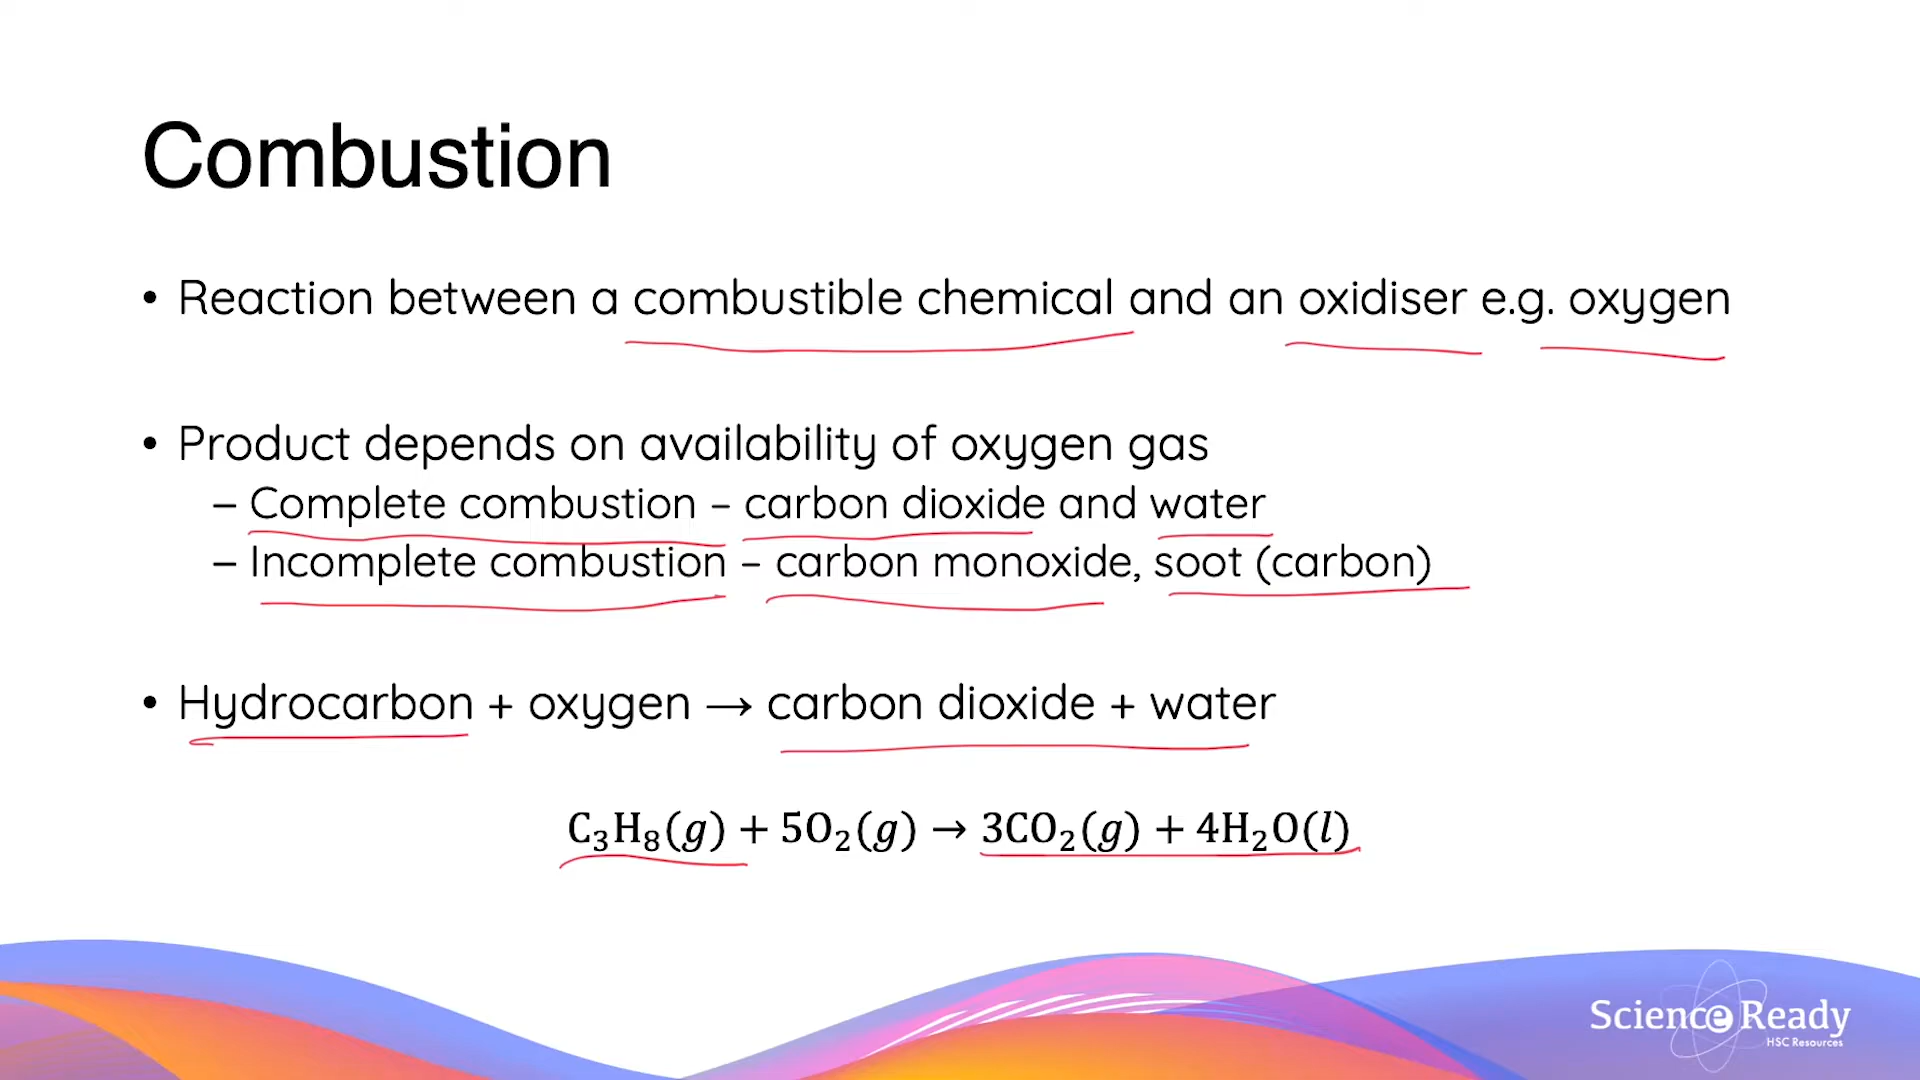 Combustion
• Reaction between a combustible chemical and an oxidiser e.g. oxygen
• Product depends on availability of oxygen gas
– Complete combustion – carbon dioxide and water
– Incomplete combustion – carbon monoxide, soot (carbon)
• Hydrocarbon + oxygen → carbon dioxide + water
C₃H₈(g) + 5O₂(g) → 3CO₂(g) + 4H₂O(l)
Science Ready
HSC Resources